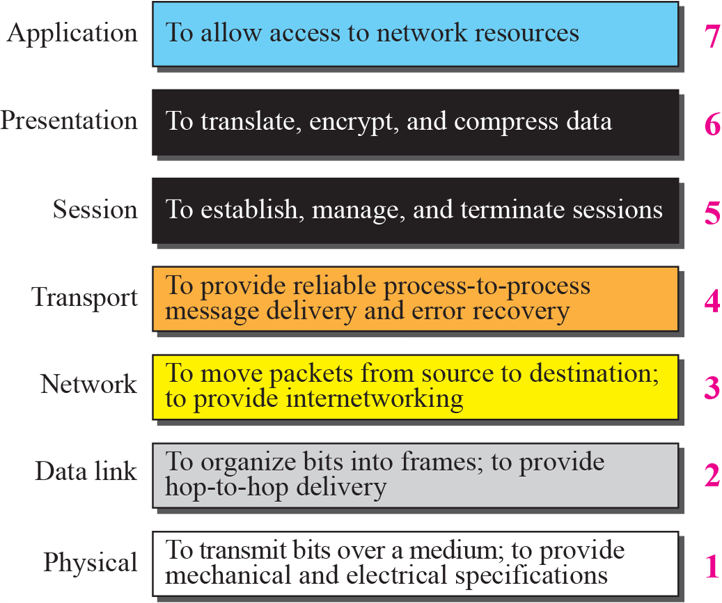 Application To allow access to network resources 7
Presentation To translate, encrypt, and compress data 6
Session To establish, manage, and terminate sessions 5
Transport To provide reliable process-to-process
message delivery and error recovery 4
Network To move packets from source to destination;
to provide internetworking 3
Data link To organize bits into frames; to provide
hop-to-hop delivery 2
Physical To transmit bits over a medium; to provide
mechanical and electrical specifications 1